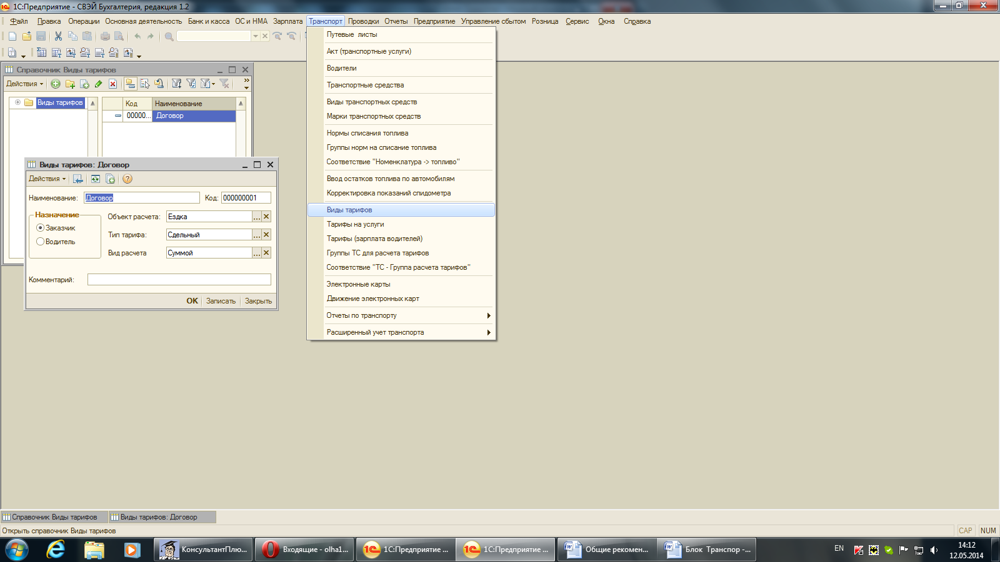 1С:Предприятие - СВЭЙ Бухгалтерия, редакция 1.2
Файл Правка Операции Основная деятельность Банк и касса ОС и НМА Зарплата Транспорт Проводки Отчеты Предприятие Управление сбытом Розница Сервис Окна Справка
Путевые листы
Акт (транспортные услуги)
Водители
Транспортные средства
Виды транспортных средств
Марки транспортных средств
Нормы списания топлива
Группы норм на списание топлива
Соответствие "Номенклатура -> топливо"
Ввод остатков топлива по автомобилям
Корректировка показаний спидометра
Виды тарифов
Тарифы на услуги
Тарифы (зарплата водителей)
Группы ТС для расчета тарифов
Соответствие "ТС - Группа расчета тарифов"
Электронные карты
Движение электронных карт
Отчеты по транспорту
Расширенный учет транспорта
Справочник Виды тарифов
Действия
Виды тарифов
Код Наименование
00000... Договор
Виды тарифов: Договор
Действия
Наименование: Договор Код: 000000001
Назначение
Заказчик
Водитель
Объект расчета: Ездка
Тип тарифа: Сдельный
Вид расчета Суммой
Комментарий:
OK Записать Закрыть
Справочник Виды тарифов Виды тарифов: Договор
Открыть справочник Виды тарифов CAP NUM
КонсультантПлю... Входящие - olha1... 1С:Предприятие ... 1С:Предприятие ... Общие рекомен... Блок Транспор -... EN 14:12
12.05.2014